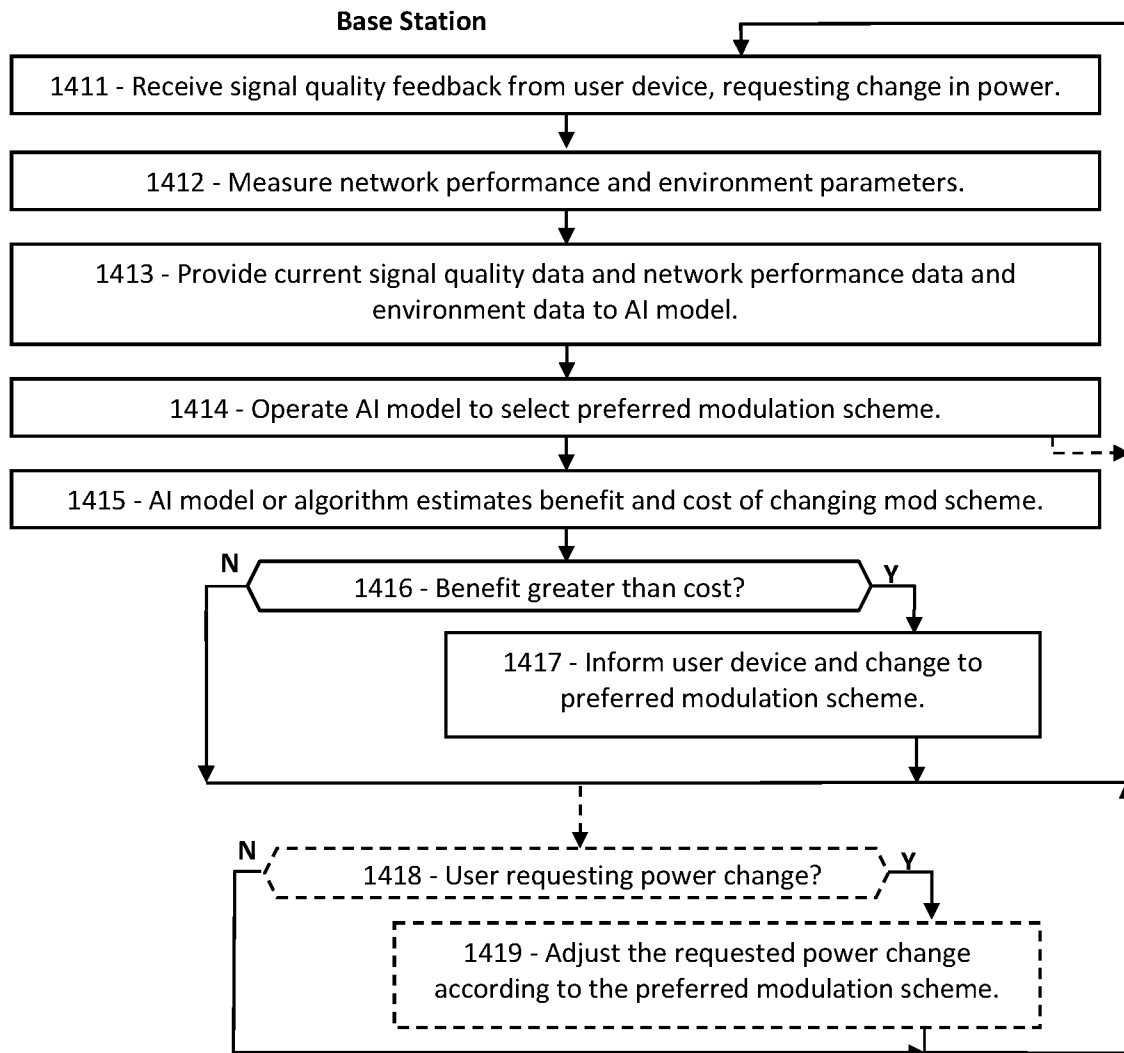 Base Station
1411 - Receive signal quality feedback from user device, requesting change in power.
1412 - Measure network performance and environment parameters.
1413 - Provide current signal quality data and network performance data and
environment data to AI model.
1414 - Operate AI model to select preferred modulation scheme.
1415 - AI model or algorithm estimates benefit and cost of changing mod scheme.
N
1416 - Benefit greater than cost?
Y
1417 - Inform user device and change to
preferred modulation scheme.
N
1418 - User requesting power change?
Y
1419 - Adjust the requested power change
according to the preferred modulation scheme.